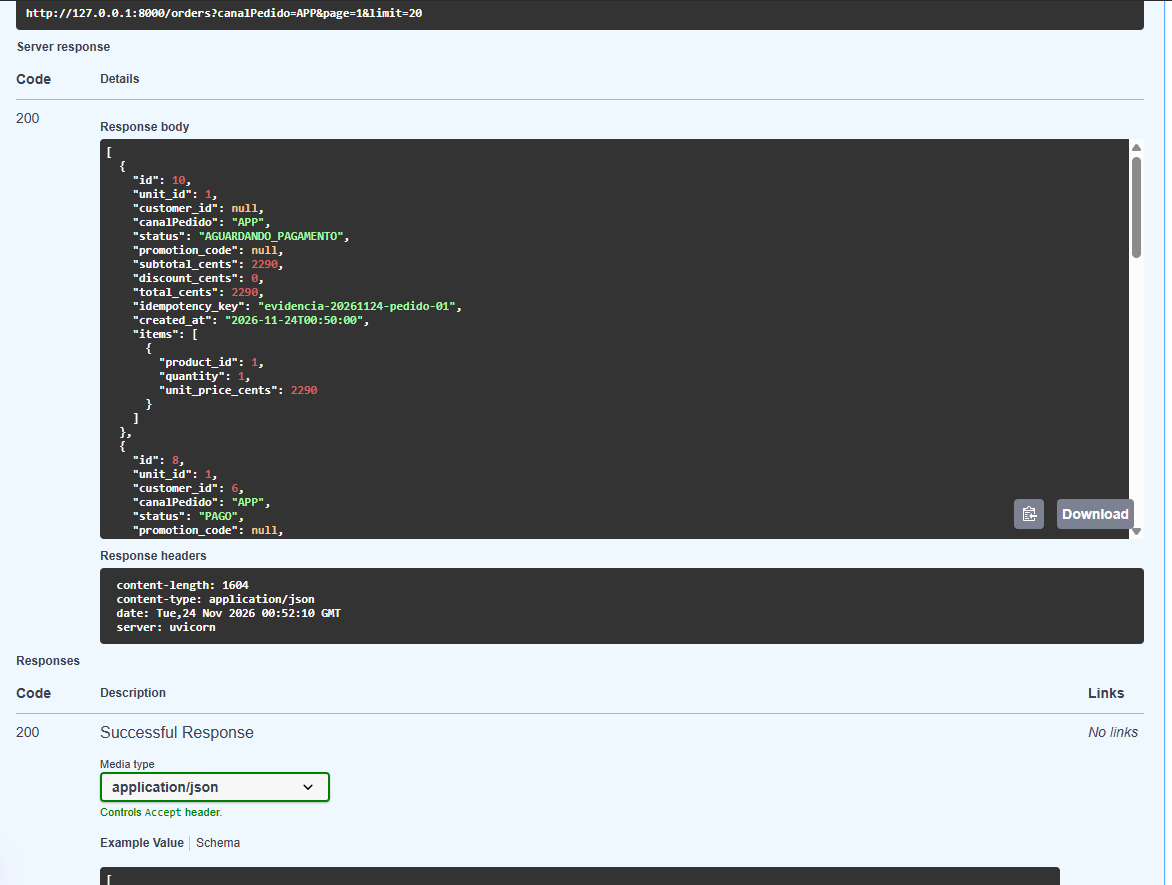 http://127.0.0.1:8000/orders?canalPedido=APP&page=1&limit=20
Server response
Code Details
200
Response body
[
  {
    "id": 10,
    "unit_id": 1,
    "customer_id": null,
    "canalPedido": "APP",
    "status": "AGUARDANDO_PAGAMENTO",
    "promotion_code": null,
    "subtotal_cents": 2290,
    "discount_cents": 0,
    "total_cents": 2290,
    "idempotency_key": "evidencia-20261124-pedido-01",
    "created_at": "2026-11-24T00:50:00",
    "items": [
      {
        "product_id": 1,
        "quantity": 1,
        "unit_price_cents": 2290
      }
    ]
  },
  {
    "id": 8,
    "unit_id": 1,
    "customer_id": 6,
    "canalPedido": "APP",
    "status": "PAGO",
    "promotion_code": null,
Download
Response headers
content-length: 1604
content-type: application/json
date: Tue,24 Nov 2026 00:52:10 GMT
server: uvicorn
Responses
Code Description Links
200 Successful Response No links
Media type
application/json
Controls Accept header.
Example Value Schema
[